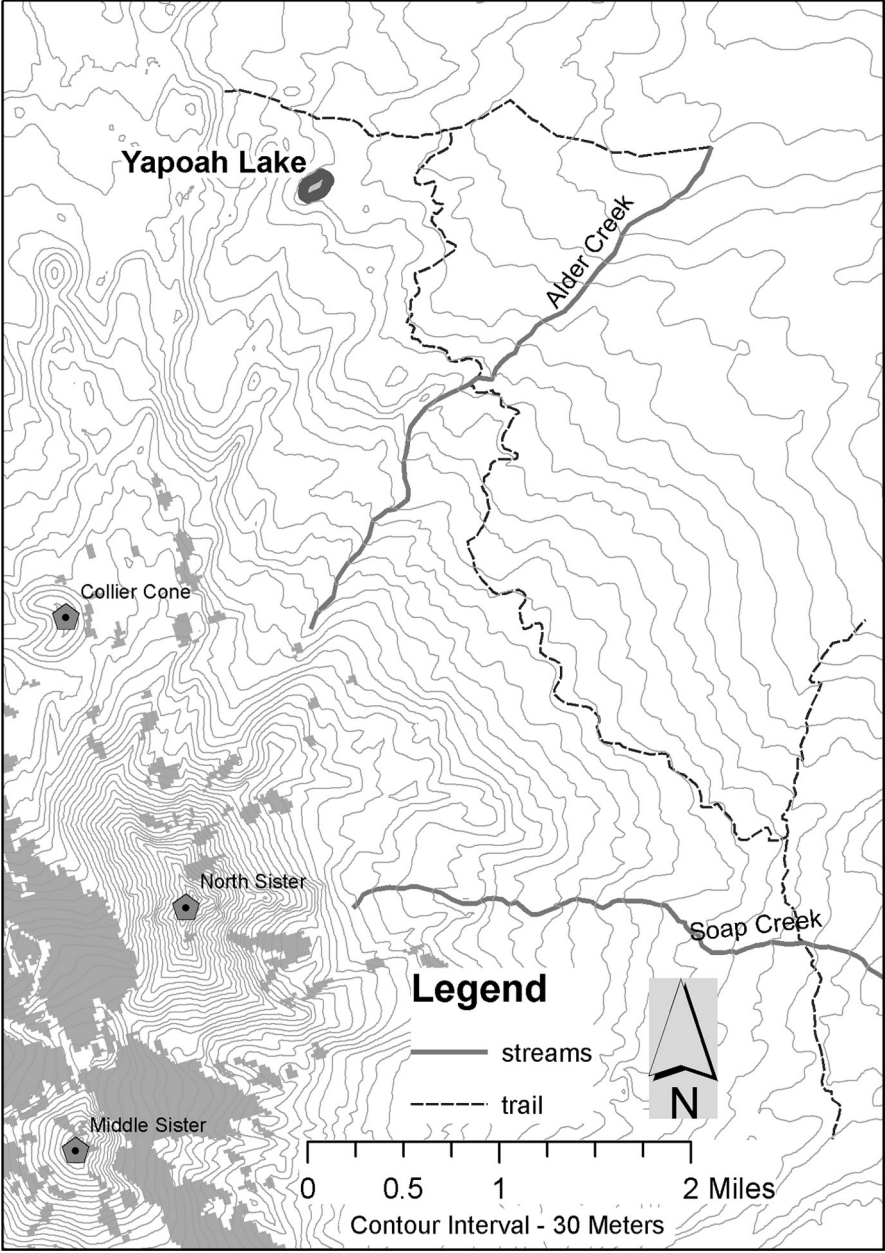 Yapoah Lake
Alder Creek
Collier Cone
North Sister
Soap Creek
Legend
streams
trail
N
Middle Sister
0 0.5 1 2 Miles
Contour Interval - 30 Meters